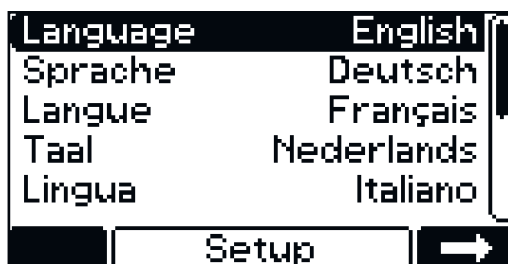 Language English
Sprache Deutsch
Langue Français
Taal Nederlands
Lingua Italiano
Setup